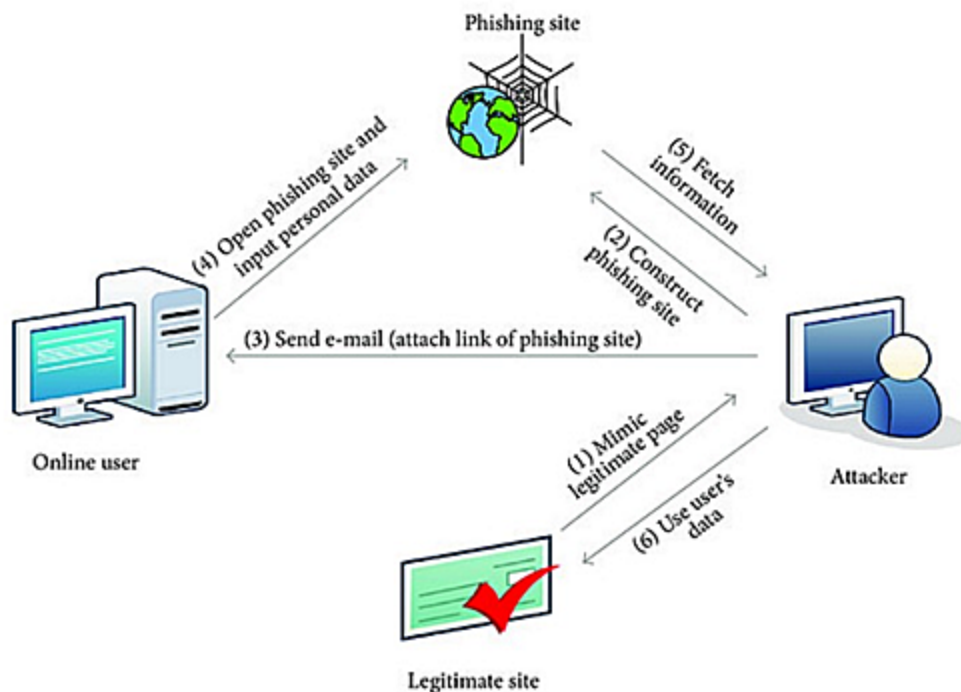 Phishing site
(4) Open phishing site and
input personal data
(5) Fetch
information
(2) Construct
phishing site
(3) Send e-mail (attach link of phishing site)
Online user
(1) Mimic
legitimate page
(6) Use user's
data
Attacker
Legitimate site